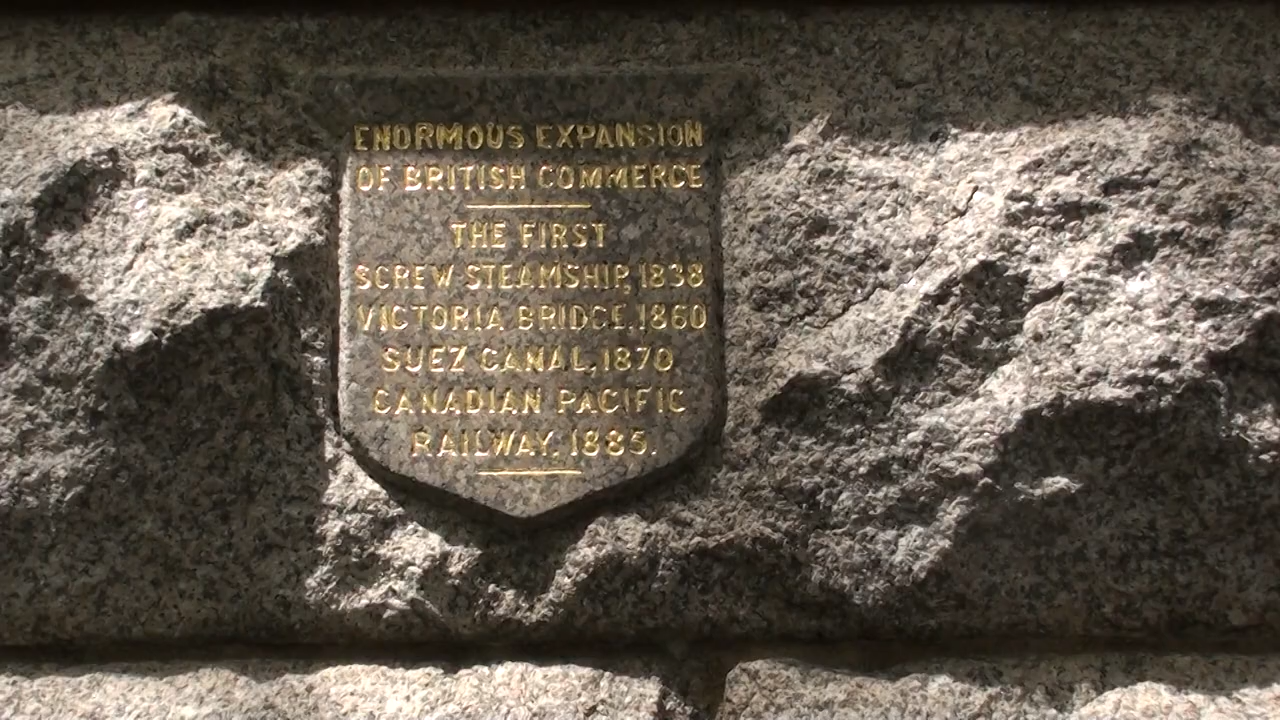 ENORMOUS EXPANSION
OF BRITISH COMMERCE
THE FIRST
SCREW STEAMSHIP, 1838
VICTORIA BRIDGE, 1860
SUEZ CANAL, 1870
CANADIAN PACIFIC
RAILWAY, 1885.